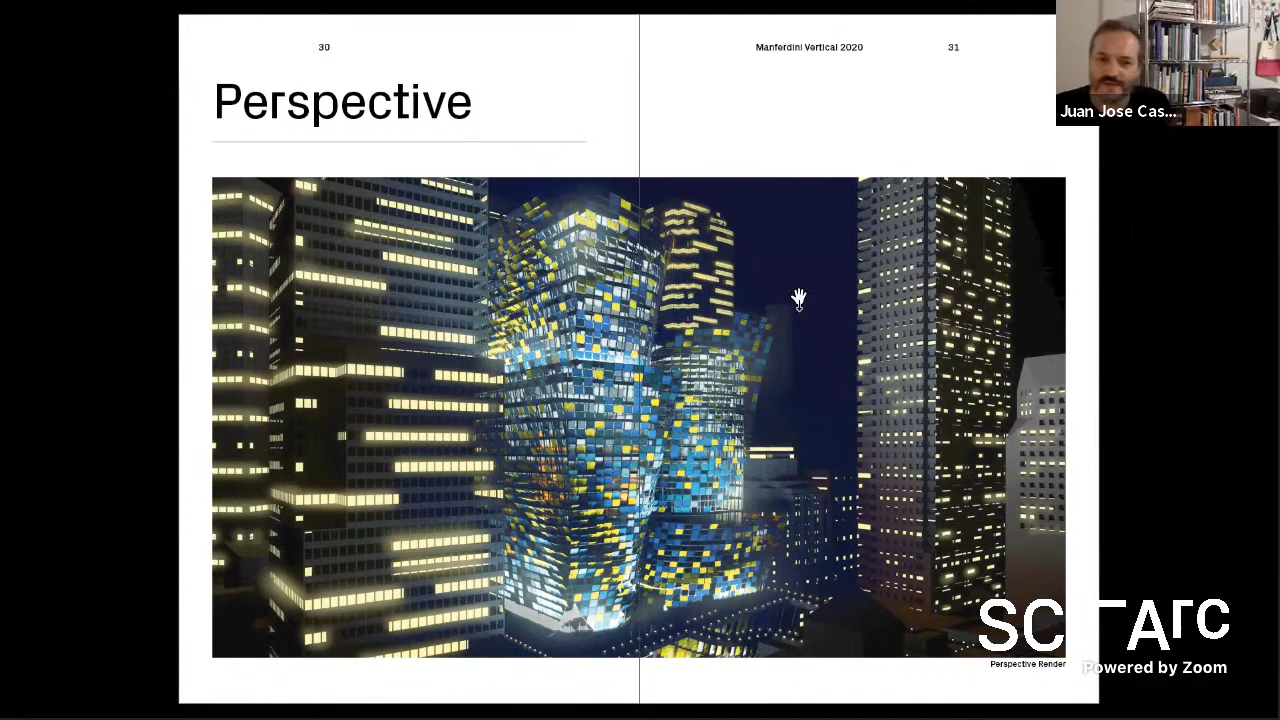 30
Manferdini Vertical 2020
31
Perspective
Juan Jose Cas...
SCI Arc
Perspective Render
Powered by Zoom